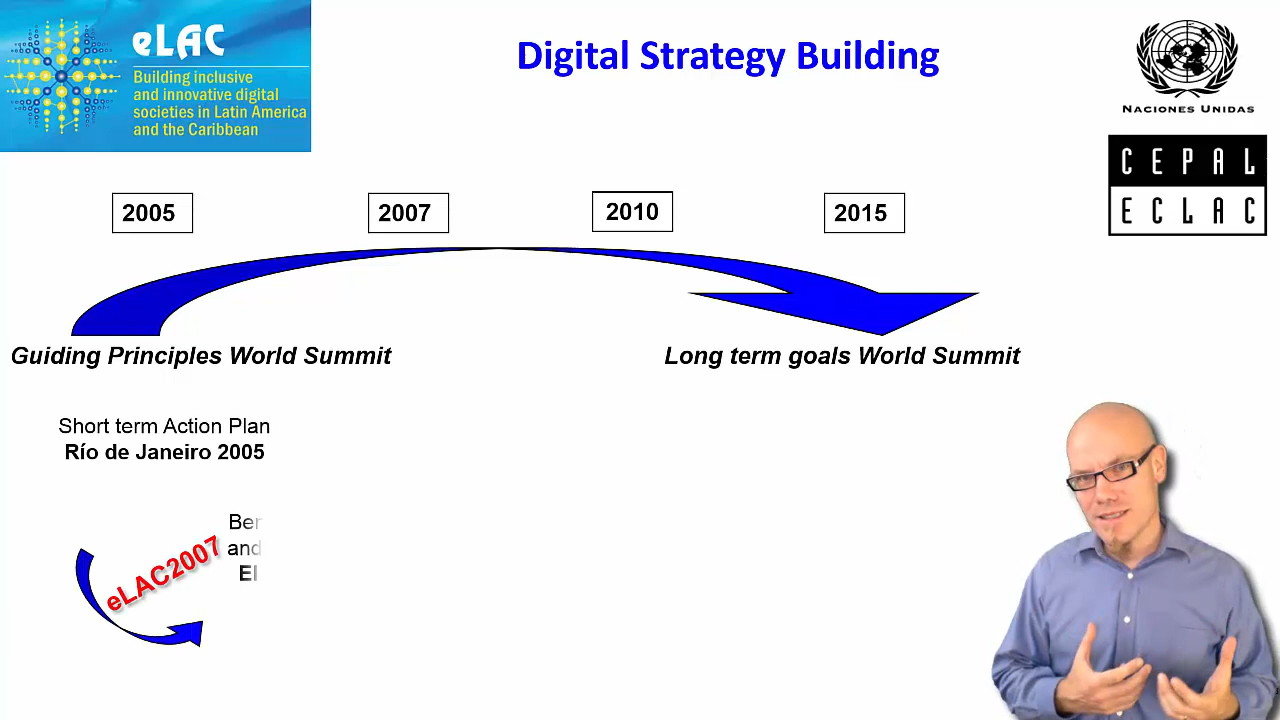 eLAC
Building inclusive
and innovative digital
societies in Latin America
and the Caribbean
Digital Strategy Building
NACIONES UNIDAS
CEPAL
ECLAC
2005
2007
2010
2015
Guiding Principles World Summit
Long term goals World Summit
Short term Action Plan
Río de Janeiro 2005
eLAC2007
and